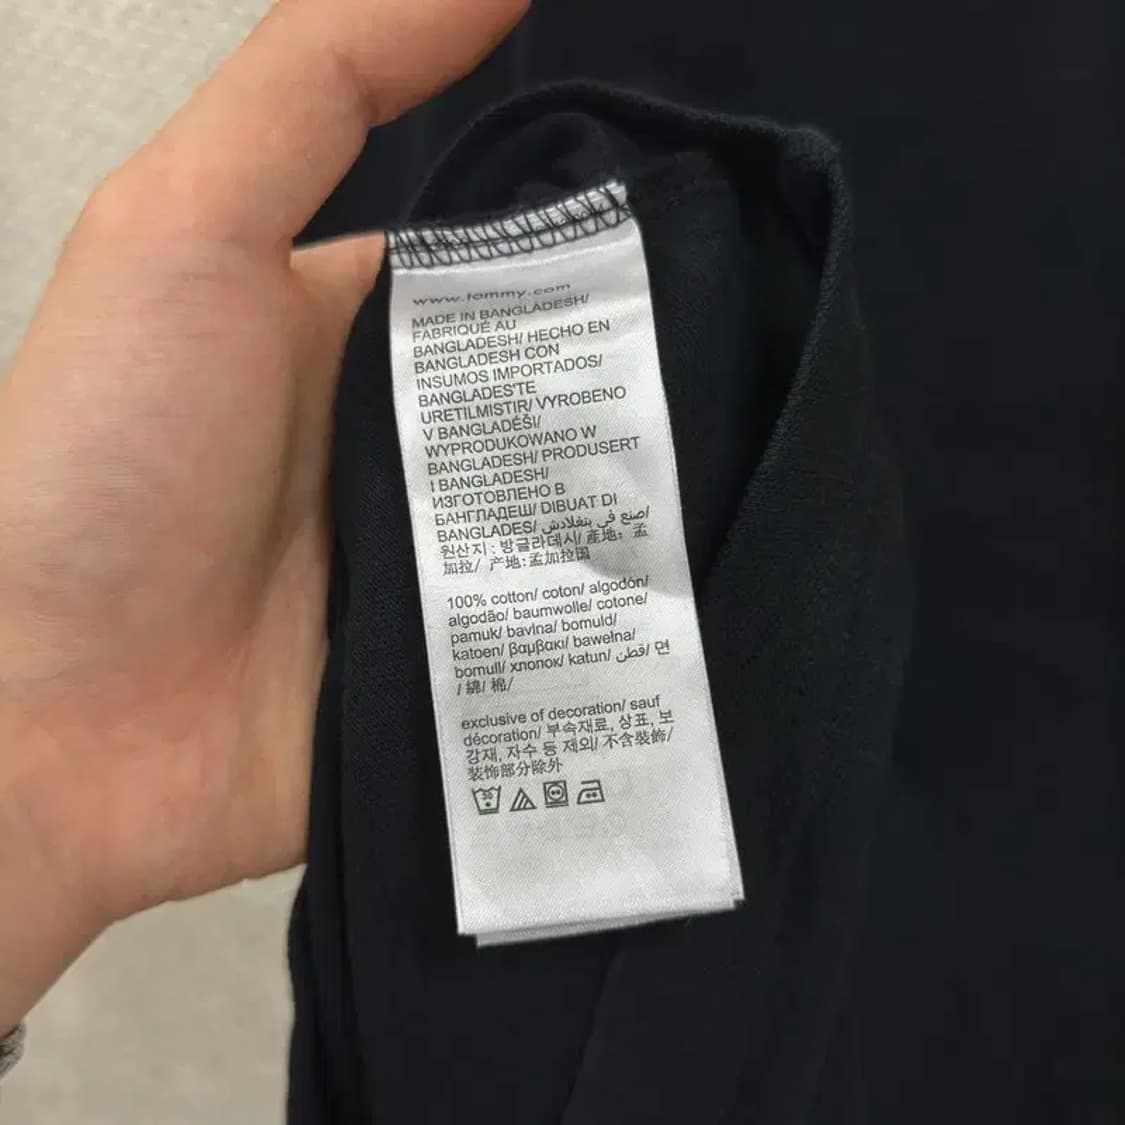 www.tommy.com
MADE IN BANGLADESH/
FABRIQUÉ AU
BANGLADESH/ HECHO EN
BANGLADESH CON
INSUMOS IMPORTADOS/
BANGLADEŞ'TE
URETILMISTIR/ VYROBENO
V BANGLADÉŠI/
WYPRODUKOWANO W
BANGLADESH/ PRODUSERT
I BANGLADESH/
ИЗГОТОВЛЕНО В
БАНГЛАДЕШ/ DIBUAT DI
BANGLADES/ صنع في بنغلادش/
원산지 : 방글라데시/ 產地: 孟
加拉/ 产地:孟加拉国
100% cotton/ coton/ algodón/
algodão/ baumwolle/ cotone/
pamuk/ bavlna/ bomuld/
katoen/ βαμβακι/ bawełna/
bomull/ хлопок/ katun/ قطن/ 면
/ 綿/ 棉/
exclusive of decoration/ sauf
décoration/ 부속재료, 상표, 보
강재, 자수 등 제외/ 不含裝飾/
装饰部分除外
30